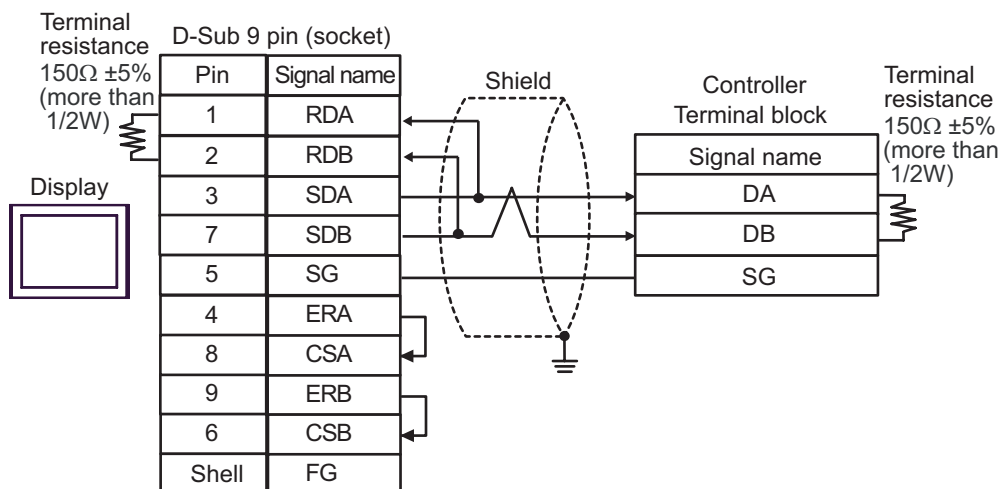 Terminal
resistance
150Ω ±5%
(more than
1/2W)
D-Sub 9 pin (socket)
Pin Signal name
1 RDA
2 RDB
3 SDA
7 SDB
5 SG
4 ERA
8 CSA
9 ERB
6 CSB
Shell FG
Display
Shield
Controller
Terminal block
Signal name
DA
DB
SG
Terminal
resistance
150Ω ±5%
(more than
1/2W)